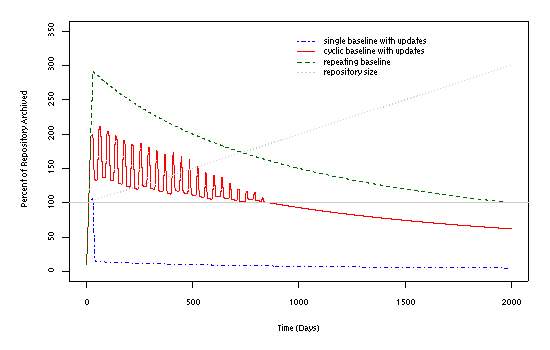 single baseline with updates
cyclic baseline with updates
repeating baseline
repository size
Percent of Repository Archived
350
300
250
200
150
100
50
0
0
500
1000
1500
2000
Time (Days)